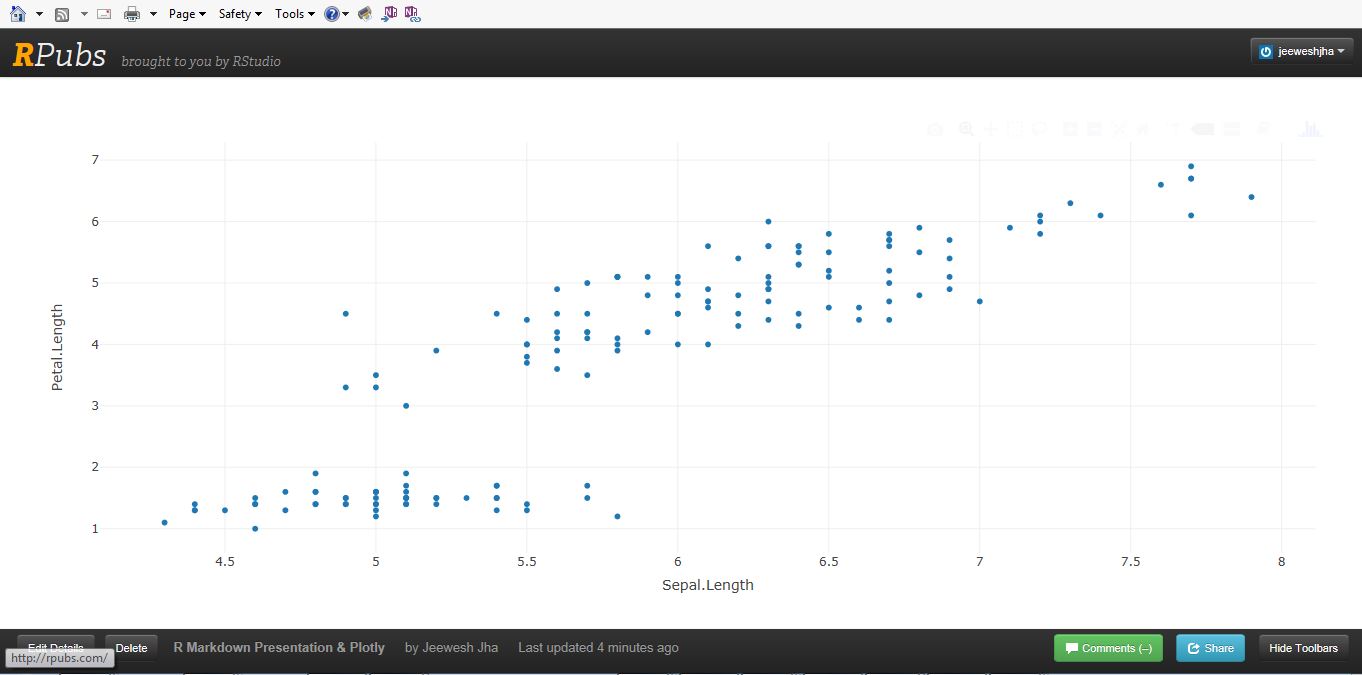 Page Safety Tools
RPubs brought to you by RStudio jeeweshjha
7
6
5
4
3
2
1
Petal.Length
4.5 5 5.5 6 6.5 7 7.5 8
Sepal.Length
Edit Details Delete R Markdown Presentation & Plotly by Jeewesh Jha Last updated 4 minutes ago Comments (–) Share Hide Toolbars
http://rpubs.com/